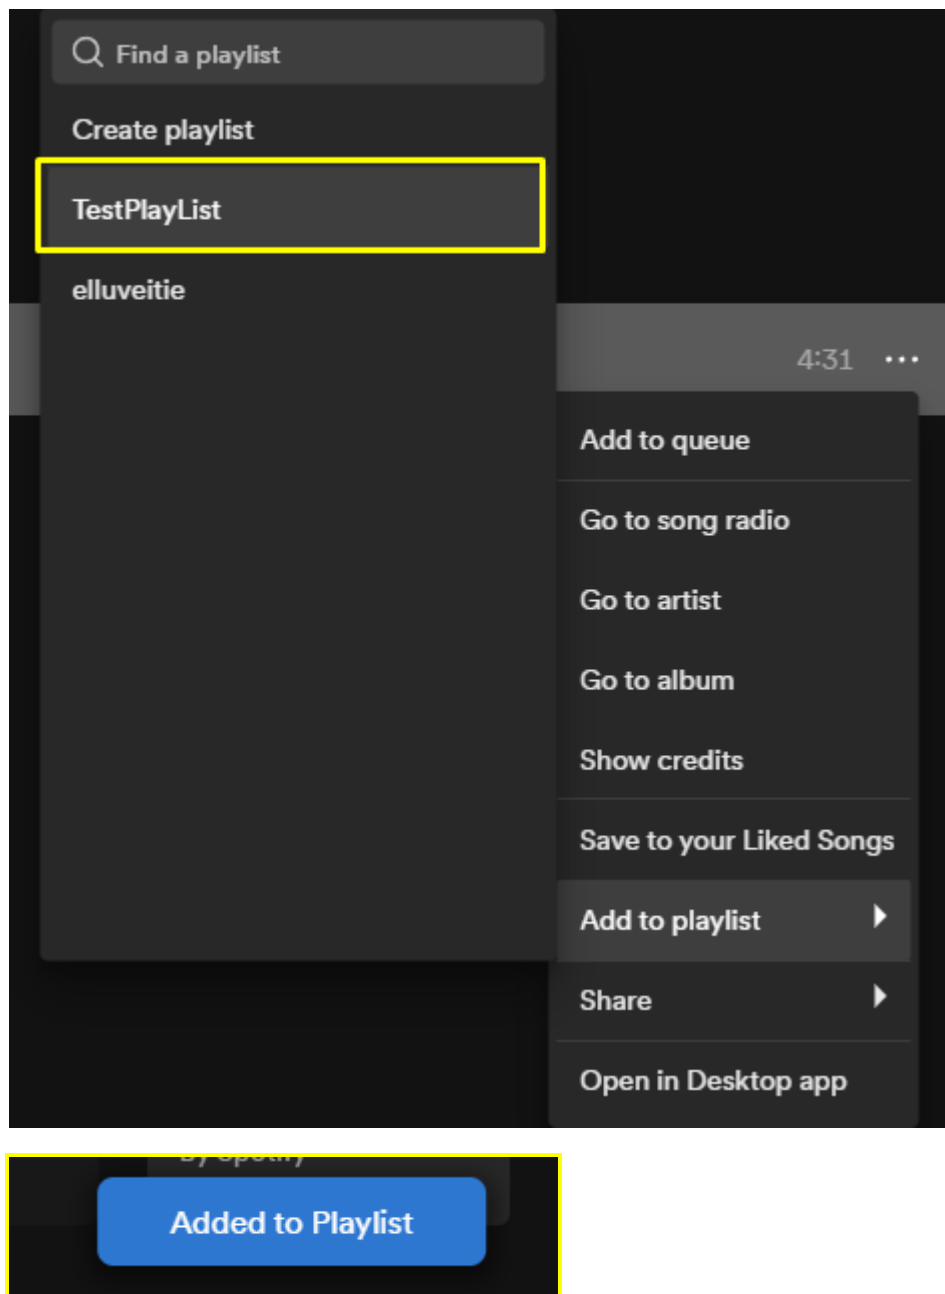 Find a playlist
Create playlist
TestPlayList
elluveitie
4:31
Add to queue
Go to song radio
Go to artist
Go to album
Show credits
Save to your Liked Songs
Add to playlist
Share
Open in Desktop app
By Spotify
Added to Playlist